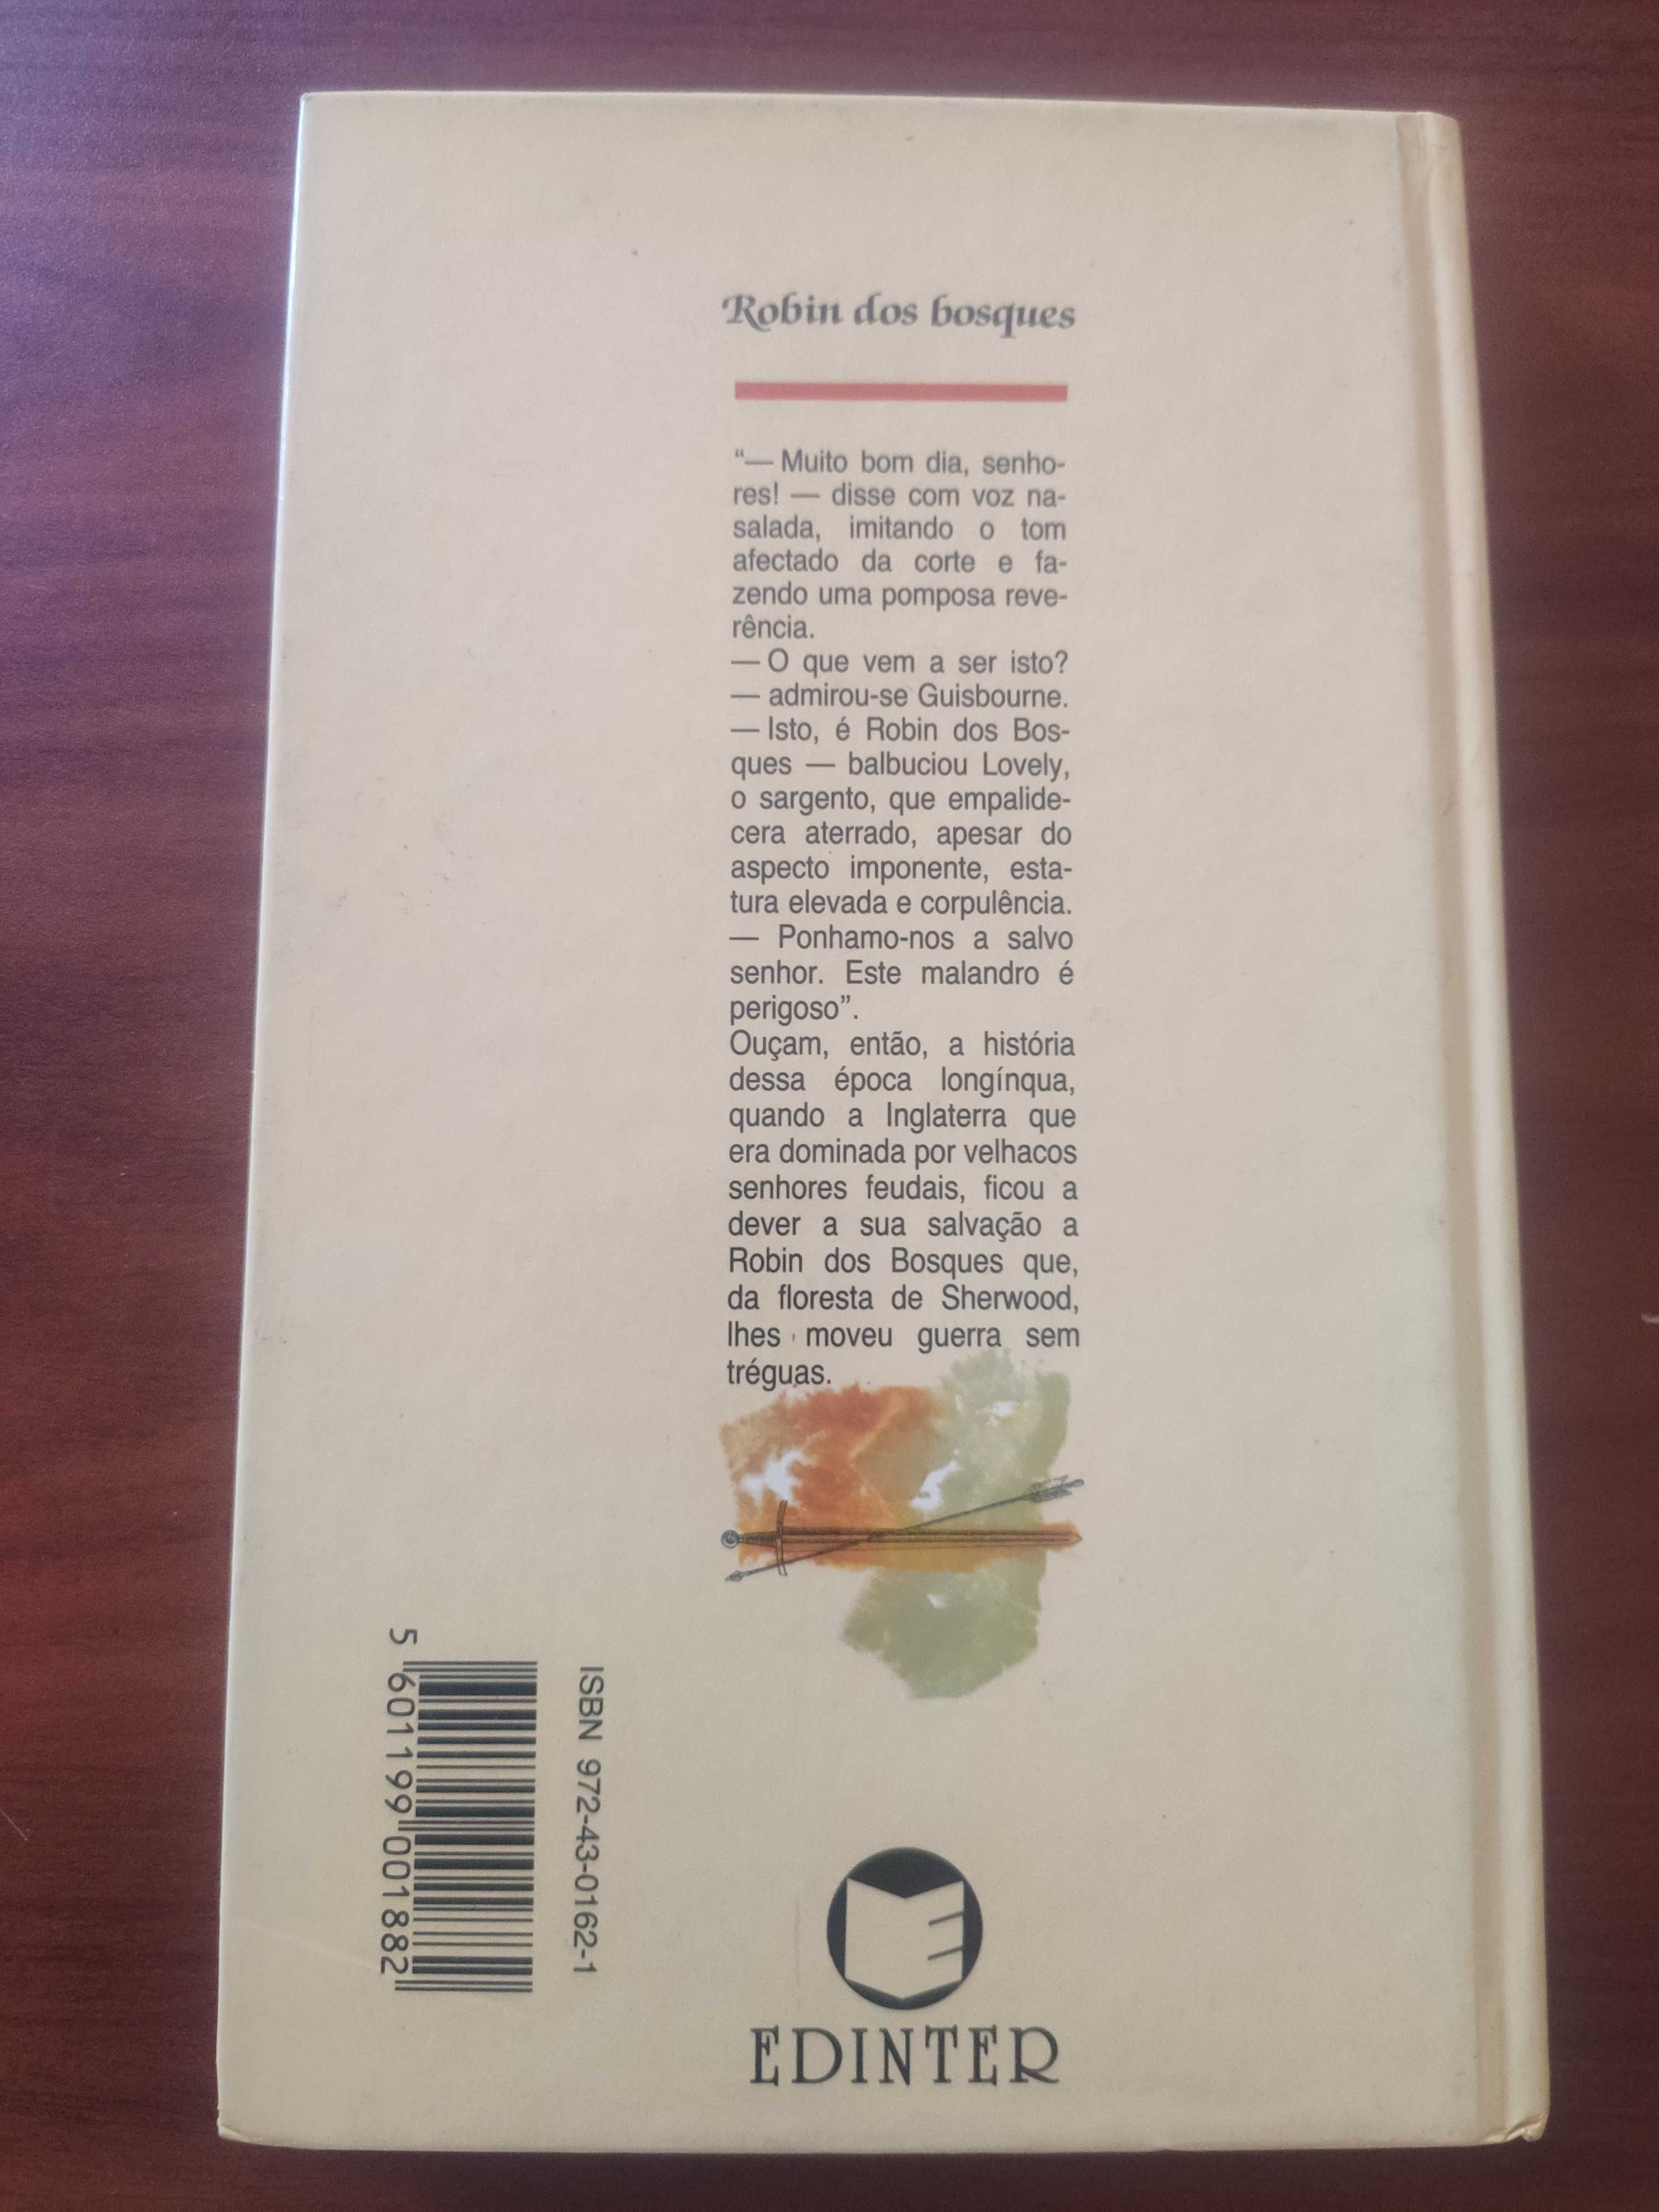 Robin dos bosques
“— Muito bom dia, senho-
res! — disse com voz na-
salada, imitando o tom
afectado da corte e fa-
zendo uma pomposa reve-
rência.
— O que vem a ser isto?
— admirou-se Guisbourne.
— Isto, é Robin dos Bos-
ques — balbuciou Lovely,
o sargento, que empalide-
cera aterrado, apesar do
aspecto imponente, esta-
tura elevada e corpulência.
— Ponhamo-nos a salvo
senhor. Este malandro é
perigoso”.
Ouçam, então, a história
dessa época longínqua,
quando a Inglaterra que
era dominada por velhacos
senhores feudais, ficou a
dever a sua salvação a
Robin dos Bosques que,
da floresta de Sherwood,
lhes moveu guerra sem
tréguas.
ISBN 972-43-0162-1
5 601199 001882
EDINTER